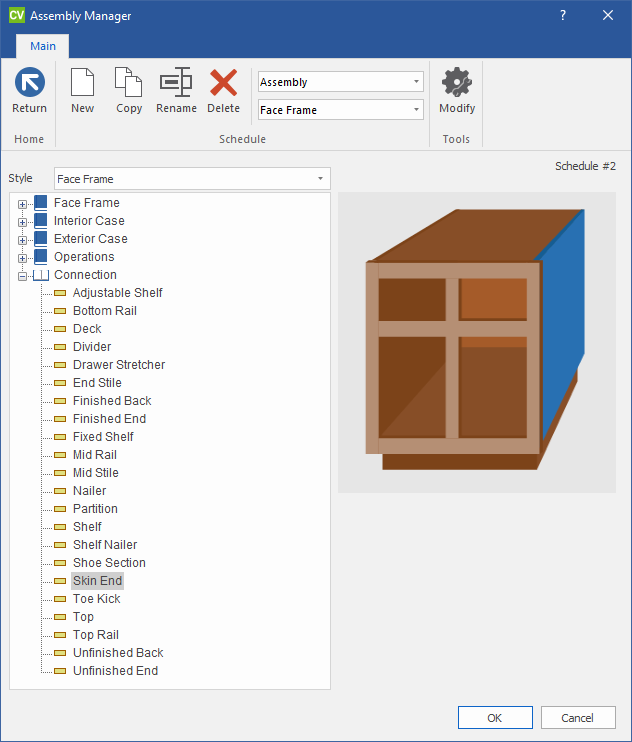 CV Assembly Manager ?
Main
Return
New
Copy
Rename
Delete
Assembly
Face Frame
Modify
Home
Schedule
Tools
Schedule #2
Style
Face Frame
Face Frame
Interior Case
Exterior Case
Operations
Connection
Adjustable Shelf
Bottom Rail
Deck
Divider
Drawer Stretcher
End Stile
Finished Back
Finished End
Fixed Shelf
Mid Rail
Mid Stile
Nailer
Partition
Shelf
Shelf Nailer
Shoe Section
Skin End
Toe Kick
Top
Top Rail
Unfinished Back
Unfinished End
OK
Cancel